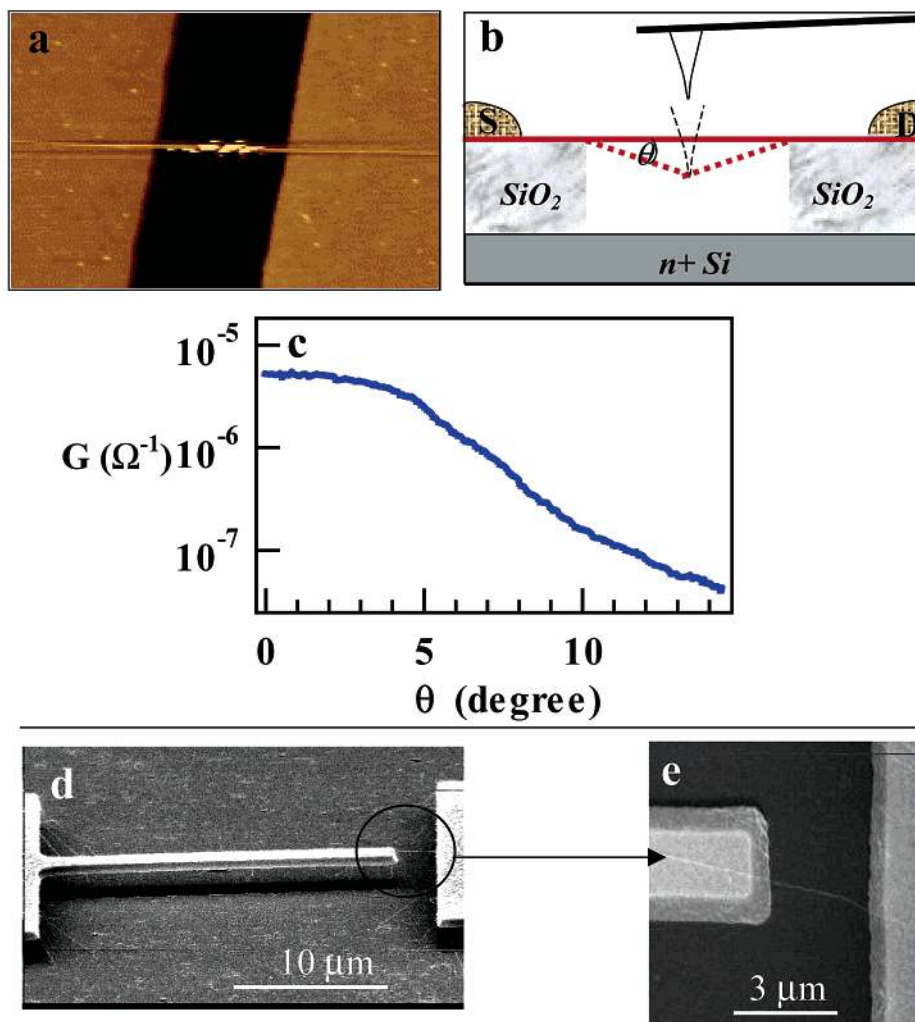 a
b
S
D
θ
SiO2
SiO2
n+ Si
c
10-5
G (Ω-1) 10-6
10-7
0 5 10
θ (degree)
d
e
10 μm
3 μm